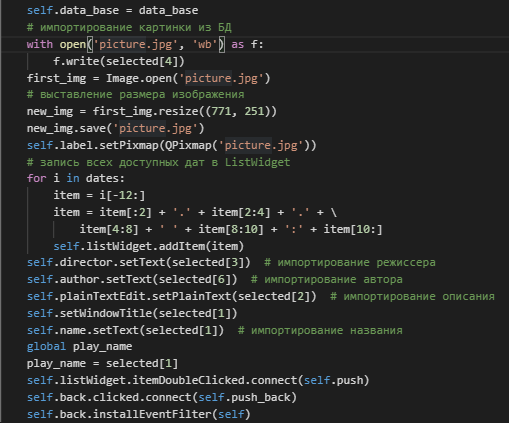 self.data_base = data_base
# импортирование картинки из БД
with open('picture.jpg', 'wb') as f:
    f.write(selected[4])
first_img = Image.open('picture.jpg')
# выставление размера изображения
new_img = first_img.resize((771, 251))
new_img.save('picture.jpg')
self.label.setPixmap(QPixmap('picture.jpg'))
# запись всех доступных дат в ListWidget
for i in dates:
    item = i[-12:]
    item = item[:2] + '.' + item[2:4] + '.' + \
        item[4:8] + ' ' + item[8:10] + ':' + item[10:]
    self.listWidget.addItem(item)
self.director.setText(selected[3])  # импортирование режиссера
self.author.setText(selected[6])  # импортирование автора
self.plainTextEdit.setPlainText(selected[2])  # импортирование описания
self.setWindowTitle(selected[1])
self.name.setText(selected[1])  # импортирование названия
global play_name
play_name = selected[1]
self.listWidget.itemDoubleClicked.connect(self.push)
self.back.clicked.connect(self.push_back)
self.back.installEventFilter(self)